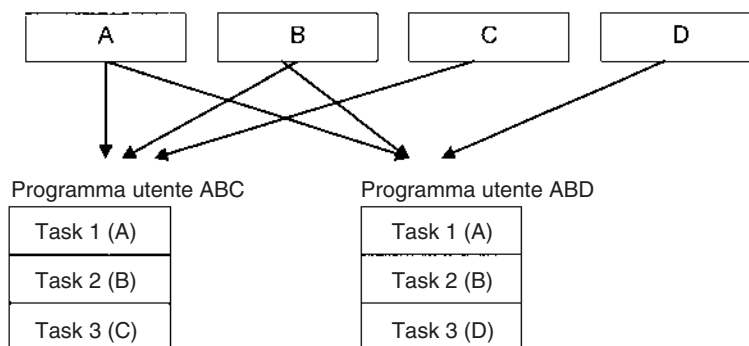 A B C D
Programma utente ABC Programma utente ABD
Task 1 (A) Task 1 (A)
Task 2 (B) Task 2 (B)
Task 3 (C) Task 3 (D)